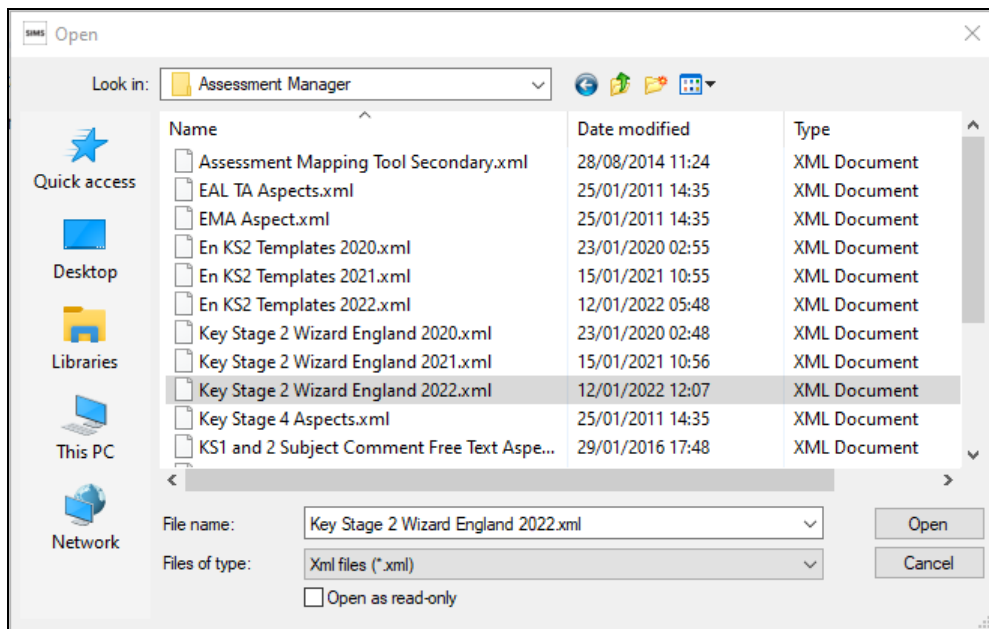 SIMS Open
Look in: Assessment Manager
Name Date modified Type
Assessment Mapping Tool Secondary.xml 28/08/2014 11:24 XML Document
EAL TA Aspects.xml 25/01/2011 14:35 XML Document
EMA Aspect.xml 25/01/2011 14:35 XML Document
En KS2 Templates 2020.xml 23/01/2020 02:55 XML Document
En KS2 Templates 2021.xml 15/01/2021 10:55 XML Document
En KS2 Templates 2022.xml 12/01/2022 05:48 XML Document
Key Stage 2 Wizard England 2020.xml 23/01/2020 02:48 XML Document
Key Stage 2 Wizard England 2021.xml 15/01/2021 10:56 XML Document
Key Stage 2 Wizard England 2022.xml 12/01/2022 12:07 XML Document
Key Stage 4 Aspects.xml 25/01/2011 14:35 XML Document
KS1 and 2 Subject Comment Free Text Aspe... 29/01/2016 17:48 XML Document
Quick access
Desktop
Libraries
This PC
Network
File name: Key Stage 2 Wizard England 2022.xml Open
Files of type: Xml files (*.xml) Cancel
Open as read-only